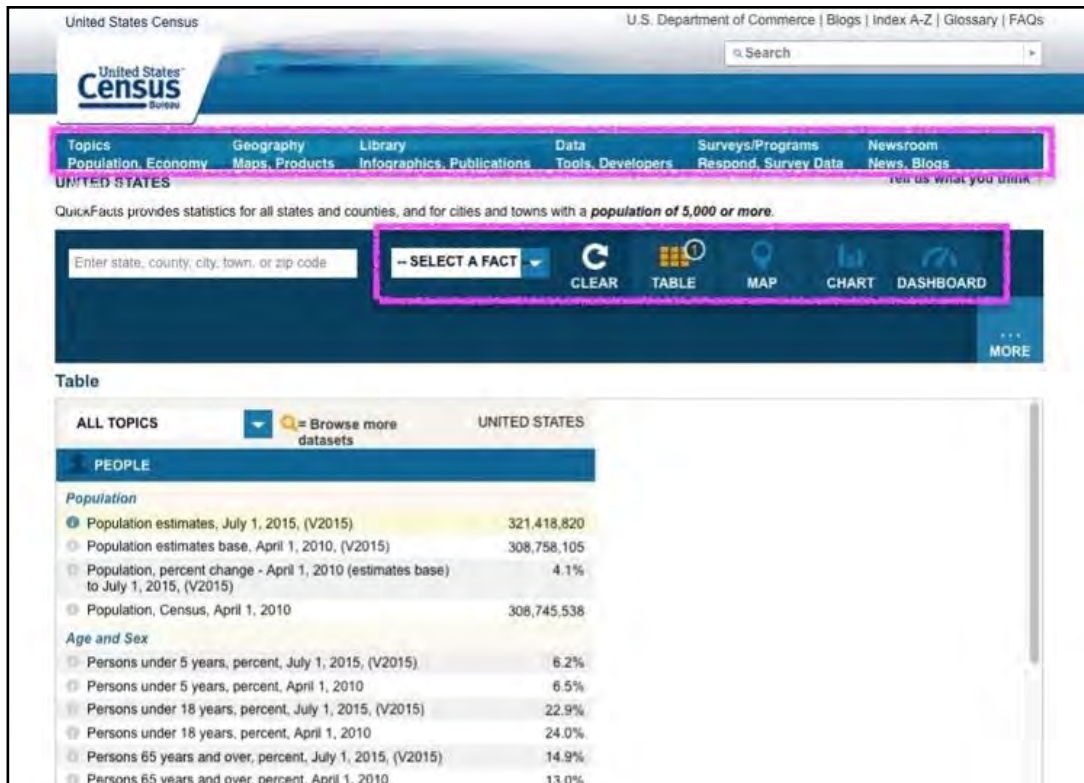 United States Census
U.S. Department of Commerce | Blogs | Index A-Z | Glossary | FAQs
Search
United States™
Census
Bureau
Topics Geography Library Data Surveys/Programs Newsroom
Population, Economy Maps, Products Infographics, Publications Tools, Developers Respond, Survey Data News, Blogs
UNITED STATES Tell us what you think
QuickFacts provides statistics for all states and counties, and for cities and towns with a population of 5,000 or more.
Enter state, county, city, town, or zip code -- SELECT A FACT -- 1
CLEAR TABLE MAP CHART DASHBOARD
...
MORE
Table
ALL TOPICS = Browse more UNITED STATES
datasets
PEOPLE
Population
Population estimates, July 1, 2015, (V2015) 321,418,820
Population estimates base, April 1, 2010, (V2015) 308,758,105
Population, percent change - April 1, 2010 (estimates base) 4.1%
to July 1, 2015, (V2015)
Population, Census, April 1, 2010 308,745,538
Age and Sex
Persons under 5 years, percent, July 1, 2015, (V2015) 6.2%
Persons under 5 years, percent, April 1, 2010 6.5%
Persons under 18 years, percent, July 1, 2015, (V2015) 22.9%
Persons under 18 years, percent, April 1, 2010 24.0%
Persons 65 years and over, percent, July 1, 2015, (V2015) 14.9%
Persons 65 years and over, percent, April 1, 2010 13.0%